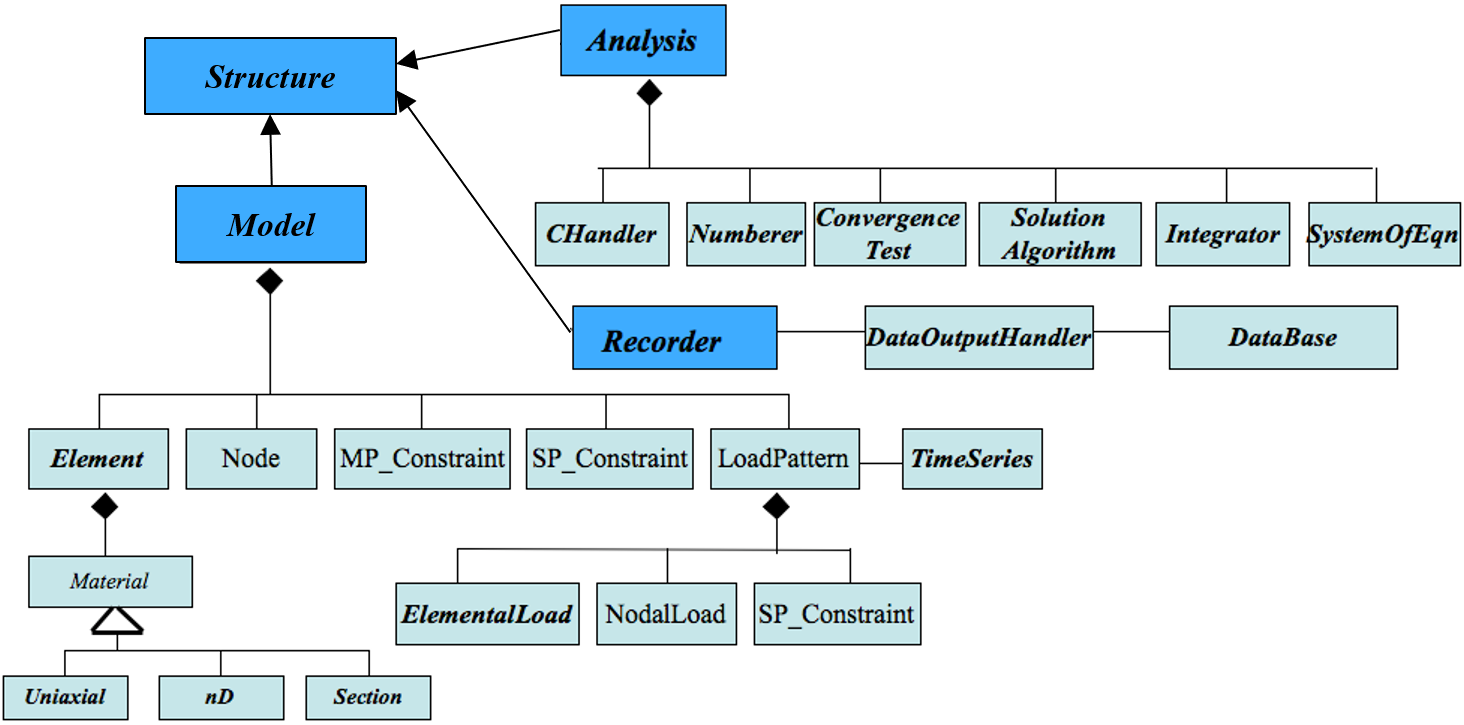 Analysis
Structure
Model
CHandler
Numberer
Convergence
Test
Solution
Algorithm
Integrator
SystemOfEqn
Recorder
DataOutputHandler
DataBase
Element
Node
MP_Constraint
SP_Constraint
LoadPattern
TimeSeries
Material
ElementalLoad
NodalLoad
SP_Constraint
Uniaxial
nD
Section